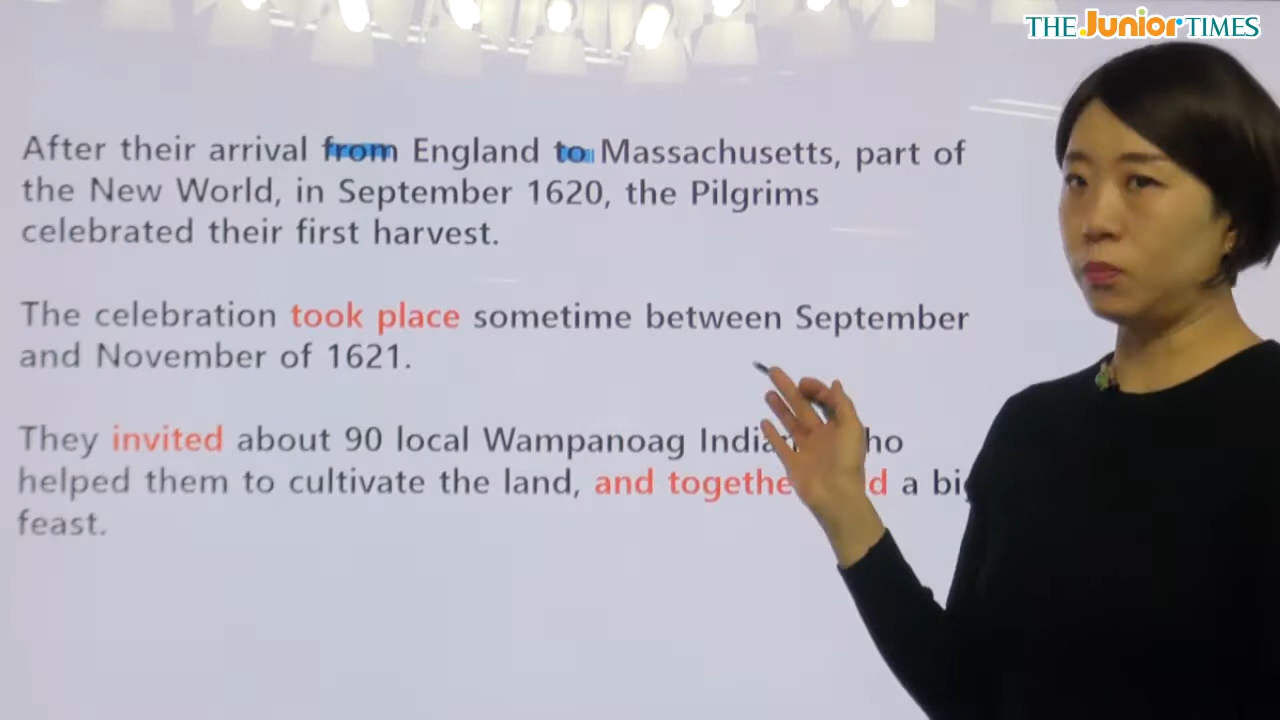 THE Junior TIMES
After their arrival from England to Massachusetts, part of
the New World, in September 1620, the Pilgrims
celebrated their first harvest.
The celebration took place sometime between September
and November of 1621.
They invited about 90 local Wampanoag
helped them to cultivate the land, and a
feast.